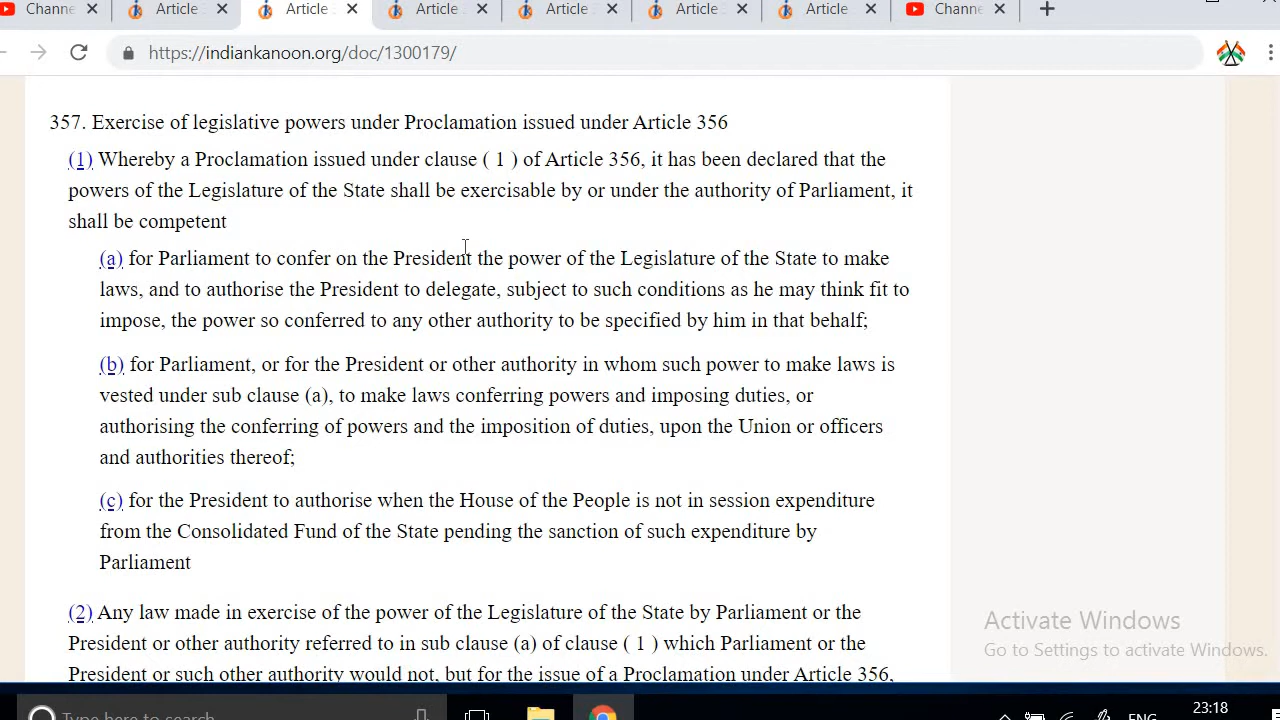 Channe × Article × Article × Article × Article × Article × Article × Channe × +
https://indiankanoon.org/doc/1300179/
357. Exercise of legislative powers under Proclamation issued under Article 356
(1) Whereby a Proclamation issued under clause ( 1 ) of Article 356, it has been declared that the
powers of the Legislature of the State shall be exercisable by or under the authority of Parliament, it
shall be competent
(a) for Parliament to confer on the President the power of the Legislature of the State to make
laws, and to authorise the President to delegate, subject to such conditions as he may think fit to
impose, the power so conferred to any other authority to be specified by him in that behalf;
(b) for Parliament, or for the President or other authority in whom such power to make laws is
vested under sub clause (a), to make laws conferring powers and imposing duties, or
authorising the conferring of powers and the imposition of duties, upon the Union or officers
and authorities thereof;
(c) for the President to authorise when the House of the People is not in session expenditure
from the Consolidated Fund of the State pending the sanction of such expenditure by
Parliament
(2) Any law made in exercise of the power of the Legislature of the State by Parliament or the
President or other authority referred to in sub clause (a) of clause ( 1 ) which Parliament or the
President or such other authority would not, but for the issue of a Proclamation under Article 356,
Activate Windows
Go to Settings to activate Windows.
Type here to search
ENG
23:18